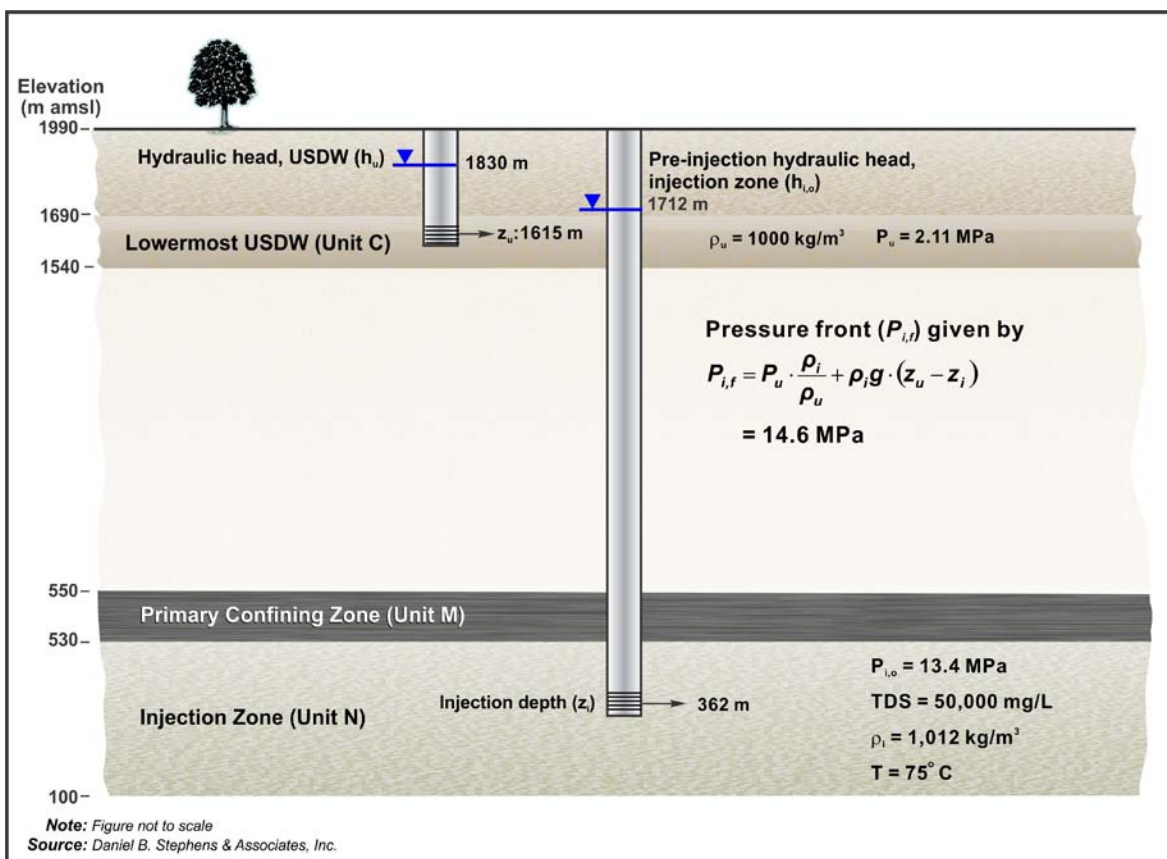 Elevation
(m amsl)
1990
Hydraulic head, USDW (hᵤ)
1830 m
Pre-injection hydraulic head,
injection zone (hᵢ,ₒ)
1712 m
1690
Lowermost USDW (Unit C)
zᵤ:1615 m
ρᵤ = 1000 kg/m³ Pᵤ = 2.11 MPa
1540
Pressure front (Pᵢ,f) given by
Pᵢ,f = Pᵤ · ρᵢ/ρᵤ + ρᵢg · (zᵤ − zᵢ)
= 14.6 MPa
550
Primary Confining Zone (Unit M)
530
Pᵢ,ₒ = 13.4 MPa
Injection depth (zᵢ)
362 m
TDS = 50,000 mg/L
Injection Zone (Unit N)
ρᵢ = 1,012 kg/m³
T = 75° C
100
Note: Figure not to scale
Source: Daniel B. Stephens & Associates, Inc.